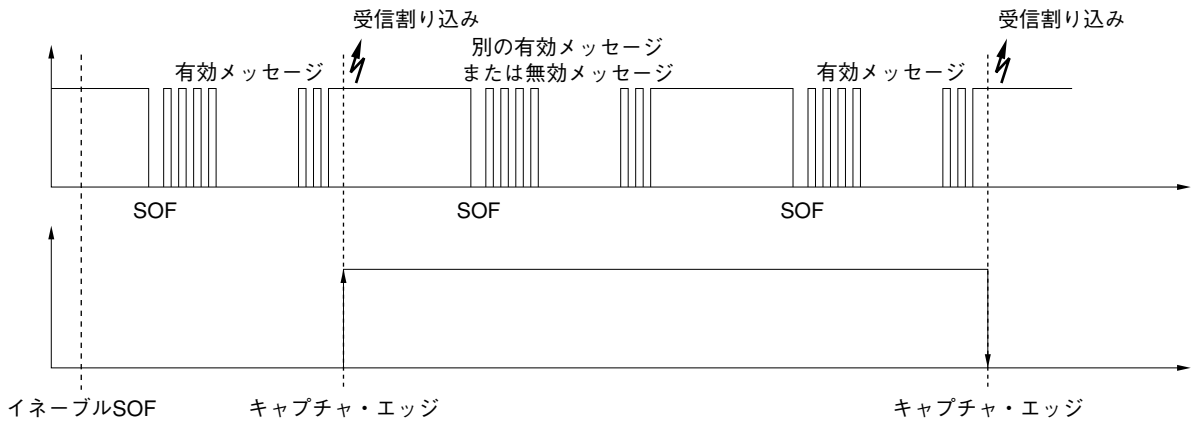 受信割り込み
受信割り込み
有効メッセージ
別の有効メッセージ
または無効メッセージ
有効メッセージ
SOF
SOF
SOF
イネーブルSOF
キャプチャ・エッジ
キャプチャ・エッジ